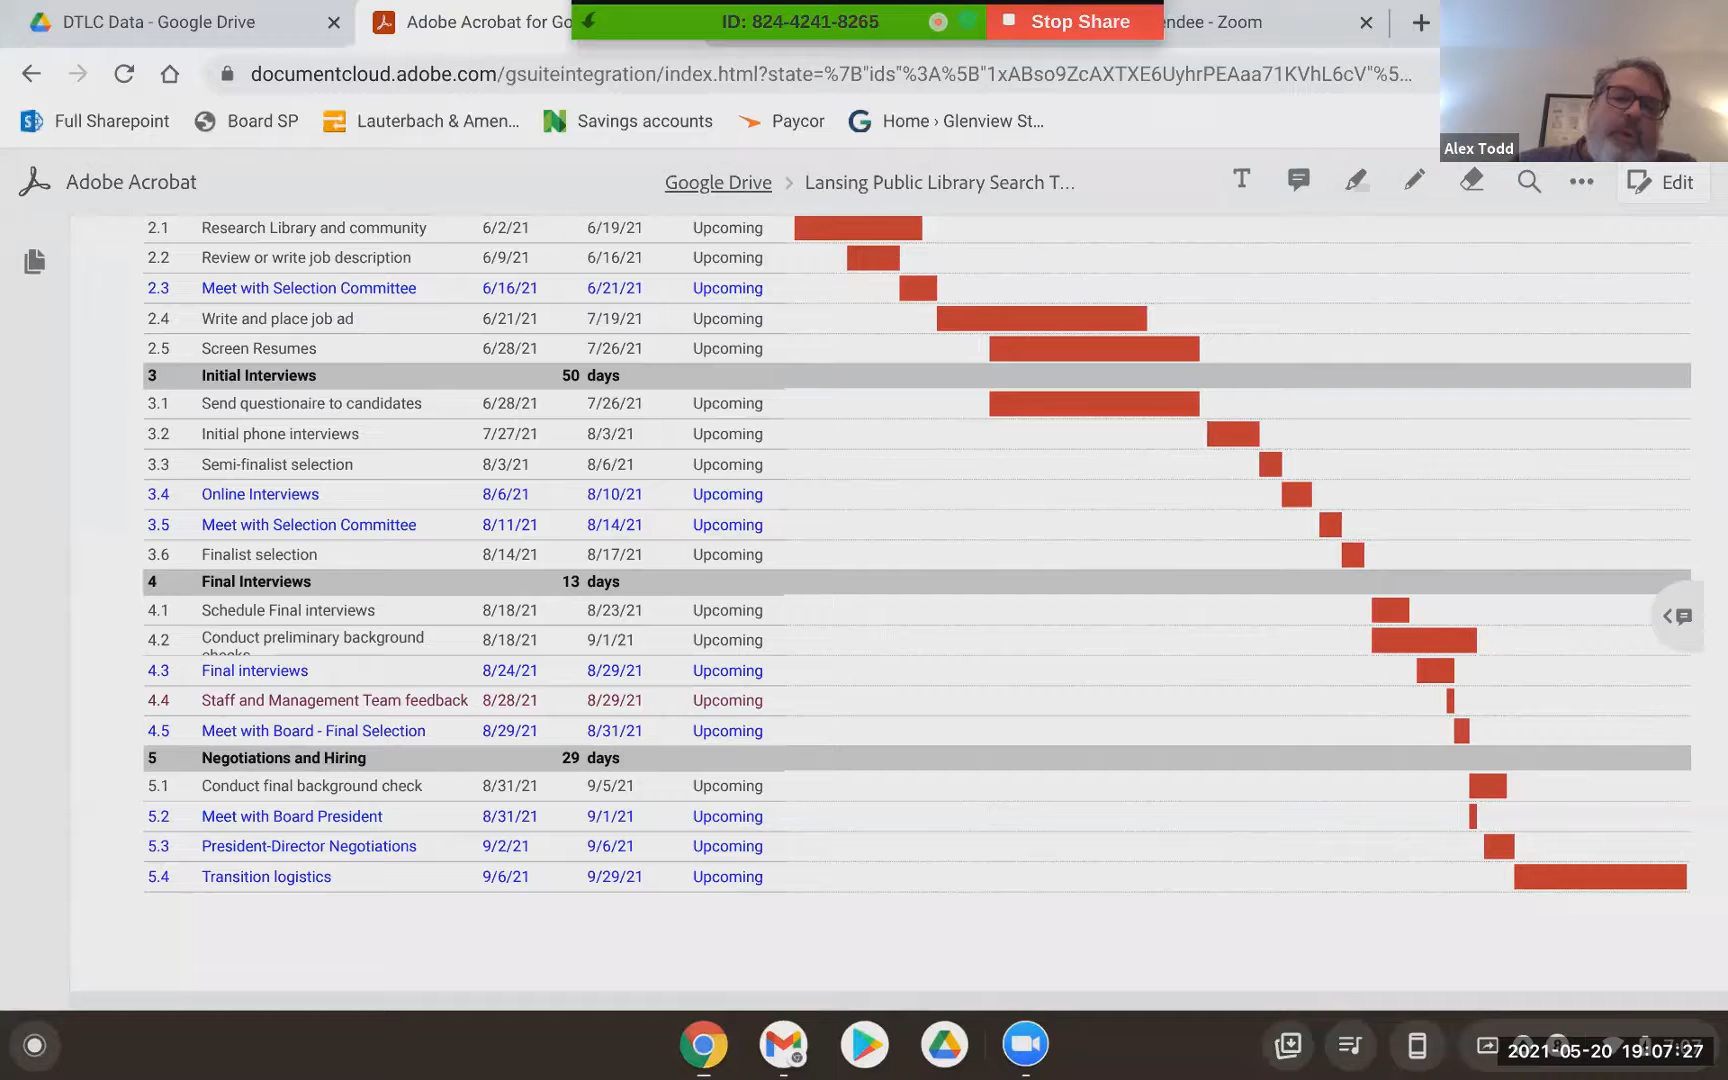 DTLC Data - Google Drive
Adobe Acrobat for Go
ID: 824-4241-8265
Stop Share
endee - Zoom
documentcloud.adobe.com/gsuiteintegration/index.html?state=%7B"ids"%3A%5B"1xABso9ZcAXTXE6UyhrPEAaa71KVhL6cV"%5...
Full Sharepoint
Board SP
Lauterbach & Amen...
Savings accounts
Paycor
Home › Glenview St...
Alex Todd
Adobe Acrobat
Google Drive > Lansing Public Library Search T...
Edit
2.1 Research Library and community 6/2/21 6/19/21 Upcoming
2.2 Review or write job description 6/9/21 6/16/21 Upcoming
2.3 Meet with Selection Committee 6/16/21 6/21/21 Upcoming
2.4 Write and place job ad 6/21/21 7/19/21 Upcoming
2.5 Screen Resumes 6/28/21 7/26/21 Upcoming
3 Initial Interviews 50 days
3.1 Send questionaire to candidates 6/28/21 7/26/21 Upcoming
3.2 Initial phone interviews 7/27/21 8/3/21 Upcoming
3.3 Semi-finalist selection 8/3/21 8/6/21 Upcoming
3.4 Online Interviews 8/6/21 8/10/21 Upcoming
3.5 Meet with Selection Committee 8/11/21 8/14/21 Upcoming
3.6 Finalist selection 8/14/21 8/17/21 Upcoming
4 Final Interviews 13 days
4.1 Schedule Final interviews 8/18/21 8/23/21 Upcoming
4.2 Conduct preliminary background checks 8/18/21 9/1/21 Upcoming
4.3 Final interviews 8/24/21 8/29/21 Upcoming
4.4 Staff and Management Team feedback 8/28/21 8/29/21 Upcoming
4.5 Meet with Board - Final Selection 8/29/21 8/31/21 Upcoming
5 Negotiations and Hiring 29 days
5.1 Conduct final background check 8/31/21 9/5/21 Upcoming
5.2 Meet with Board President 8/31/21 9/1/21 Upcoming
5.3 President-Director Negotiations 9/2/21 9/6/21 Upcoming
5.4 Transition logistics 9/6/21 9/29/21 Upcoming
2021-05-20 19:07:27